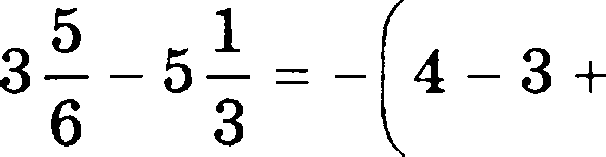 3 5/6 − 5 1/3 = −( 4 − 3 +